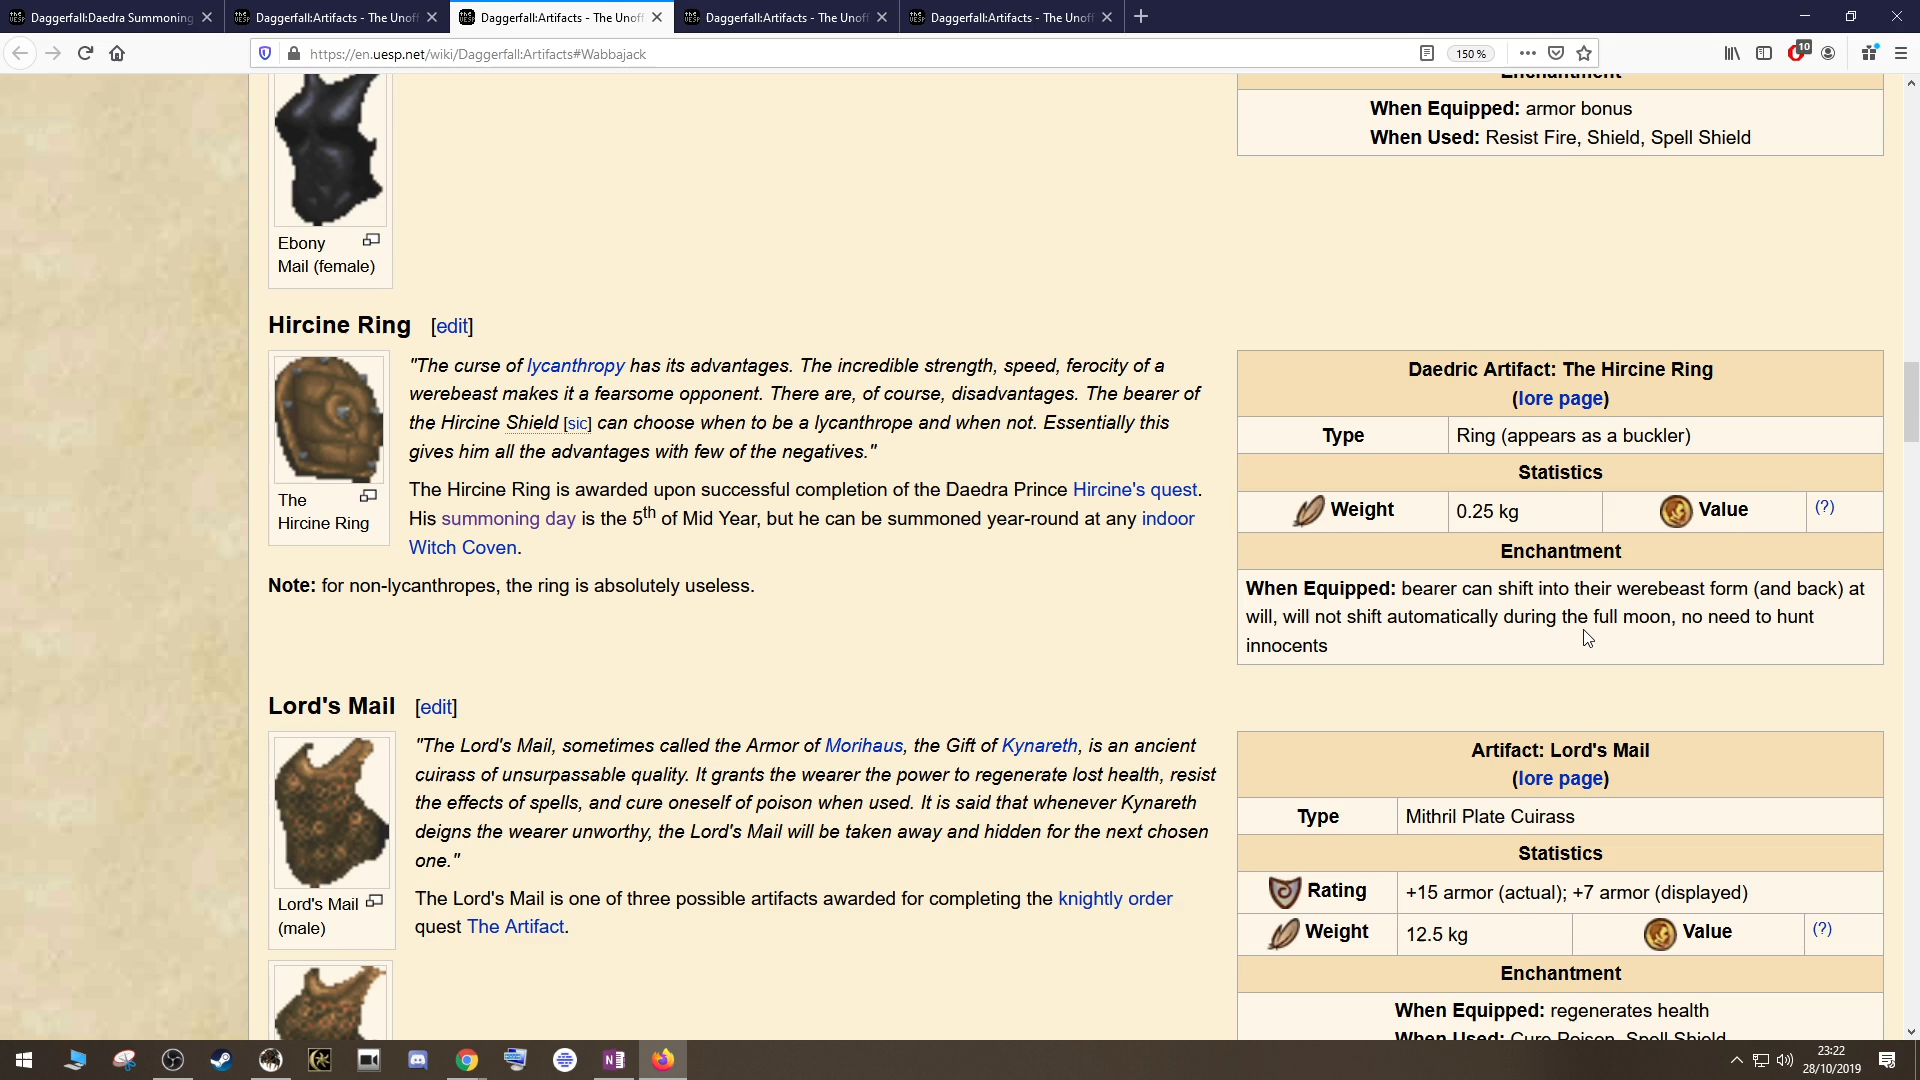 Daggerfall:Daedra Summoning
Daggerfall:Artifacts - The Unoff
Daggerfall:Artifacts - The Unoff
Daggerfall:Artifacts - The Unoff
Daggerfall:Artifacts - The Unoff
https://en.uesp.net/wiki/Daggerfall:Artifacts#Wabbajack
150 %
10
Enchantment
When Equipped: armor bonus
When Used: Resist Fire, Shield, Spell Shield
Ebony
Mail (female)
Hircine Ring [edit]
"The curse of lycanthropy has its advantages. The incredible strength, speed, ferocity of a
werebeast makes it a fearsome opponent. There are, of course, disadvantages. The bearer of
the Hircine Shield [sic] can choose when to be a lycanthrope and when not. Essentially this
gives him all the advantages with few of the negatives."
The
Hircine Ring
The Hircine Ring is awarded upon successful completion of the Daedra Prince Hircine's quest.
His summoning day is the 5th of Mid Year, but he can be summoned year-round at any indoor
Witch Coven.
Note: for non-lycanthropes, the ring is absolutely useless.
Daedric Artifact: The Hircine Ring
(lore page)
Type Ring (appears as a buckler)
Statistics
Weight 0.25 kg Value (?)
Enchantment
When Equipped: bearer can shift into their werebeast form (and back) at
will, will not shift automatically during the full moon, no need to hunt
innocents
Lord's Mail [edit]
"The Lord's Mail, sometimes called the Armor of Morihaus, the Gift of Kynareth, is an ancient
cuirass of unsurpassable quality. It grants the wearer the power to regenerate lost health, resist
the effects of spells, and cure oneself of poison when used. It is said that whenever Kynareth
deigns the wearer unworthy, the Lord's Mail will be taken away and hidden for the next chosen
one."
Lord's Mail
(male)
The Lord's Mail is one of three possible artifacts awarded for completing the knightly order
quest The Artifact.
Artifact: Lord's Mail
(lore page)
Type Mithril Plate Cuirass
Statistics
Rating +15 armor (actual); +7 armor (displayed)
Weight 12.5 kg Value (?)
Enchantment
When Equipped: regenerates health
When Used: Cure Poison, Spell Shield
23:22
28/10/2019